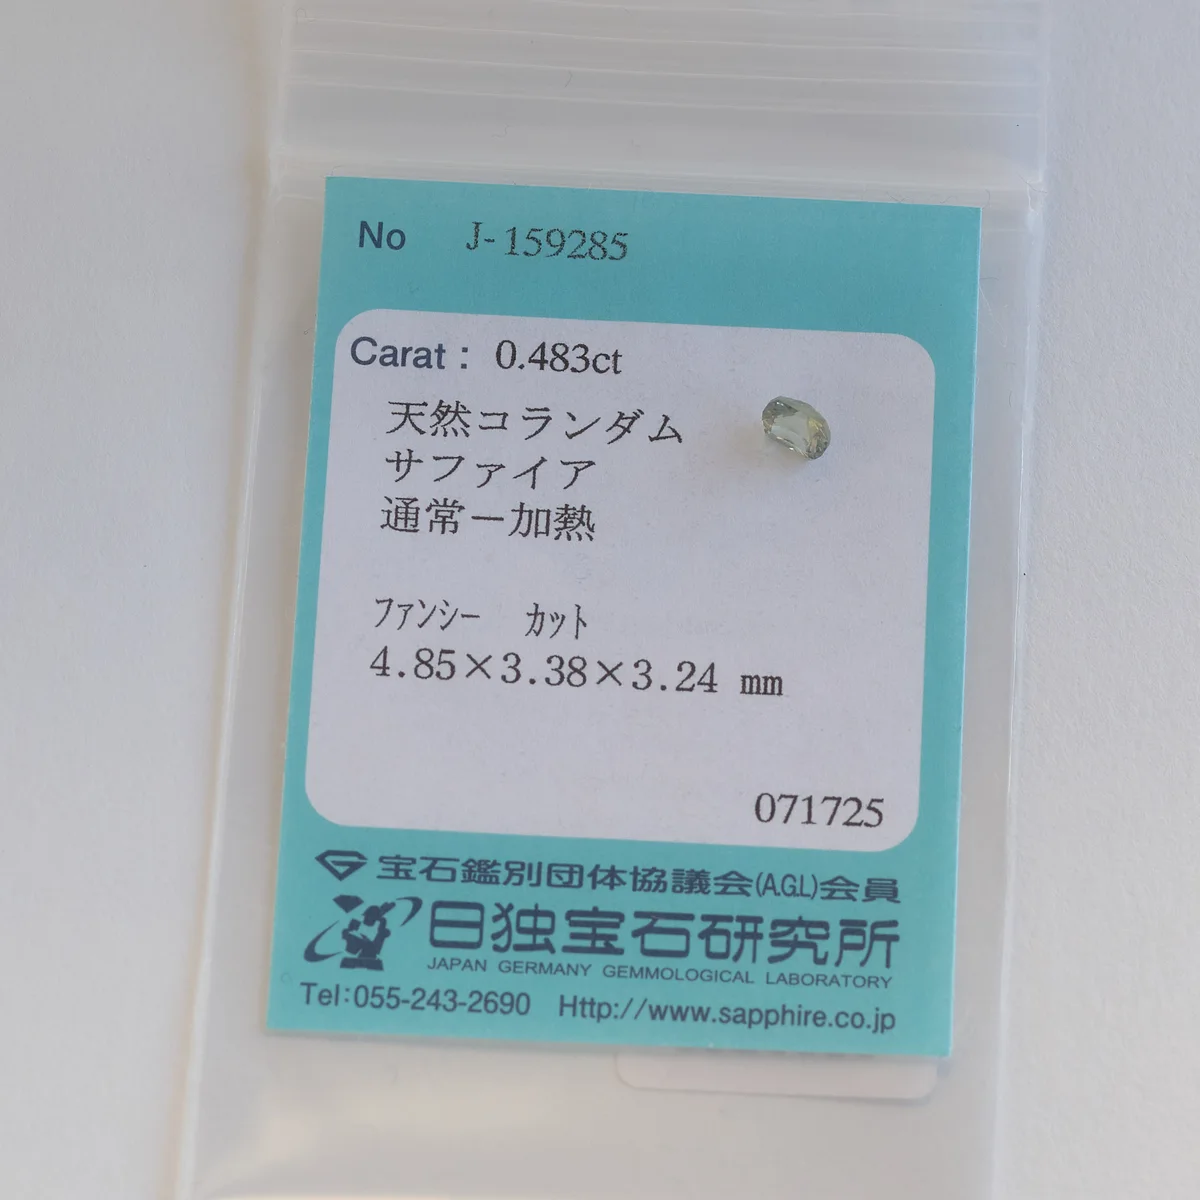 No J-159285
Carat : 0.483ct
天然コランダム
サファイア
通常－加熱
ファンシー カット
4.85×3.38×3.24 mm
071725
宝石鑑別団体協議会(A.G.L)会員
日独宝石研究所
JAPAN GERMANY GEMMOLOGICAL LABORATORY
Tel:055-243-2690 Http://www.sapphire.co.jp